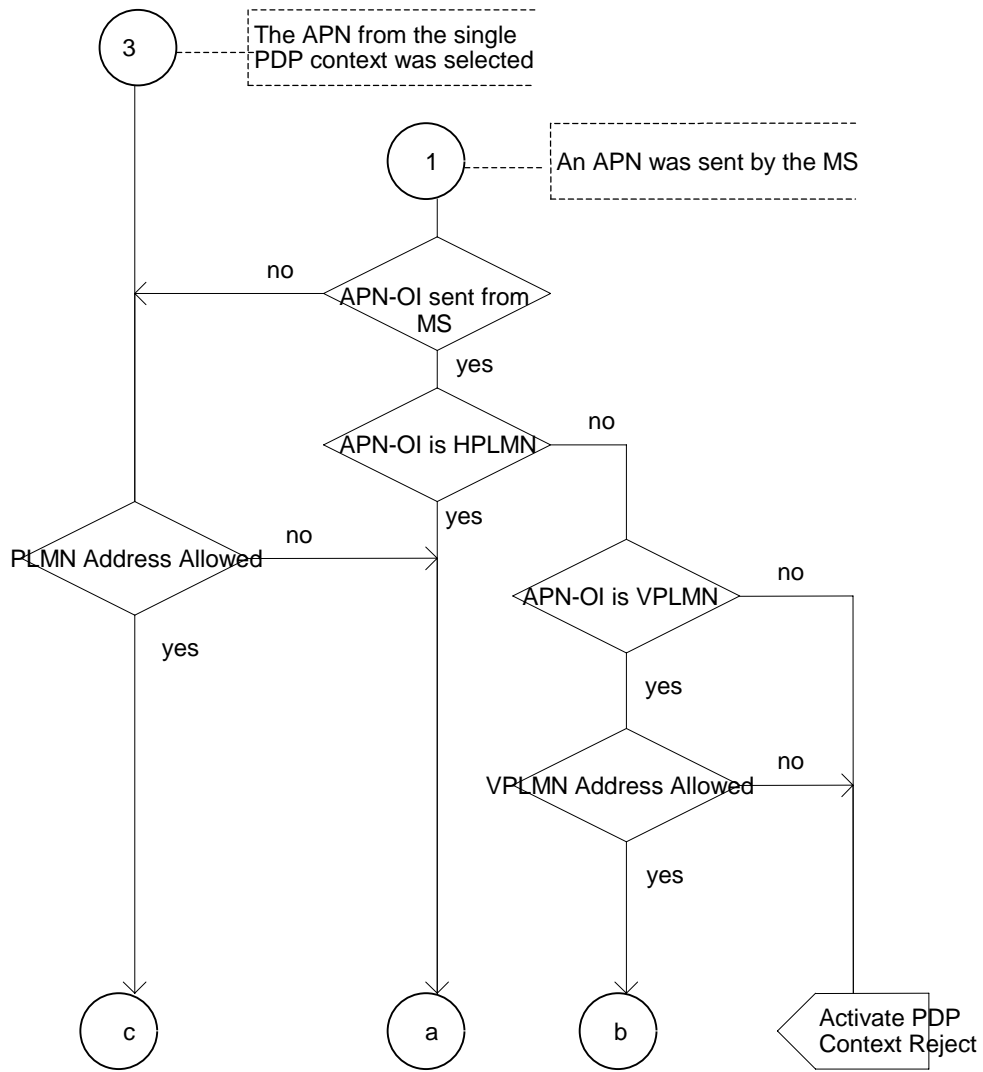 3
The APN from the single
PDP context was selected
1
An APN was sent by the MS
no
APN-OI sent from
MS
yes
no
APN-OI is HPLMN
yes
no
PLMN Address Allowed
no
APN-OI is VPLMN
yes
yes
no
VPLMN Address Allowed
yes
c
a
b
Activate PDP
Context Reject